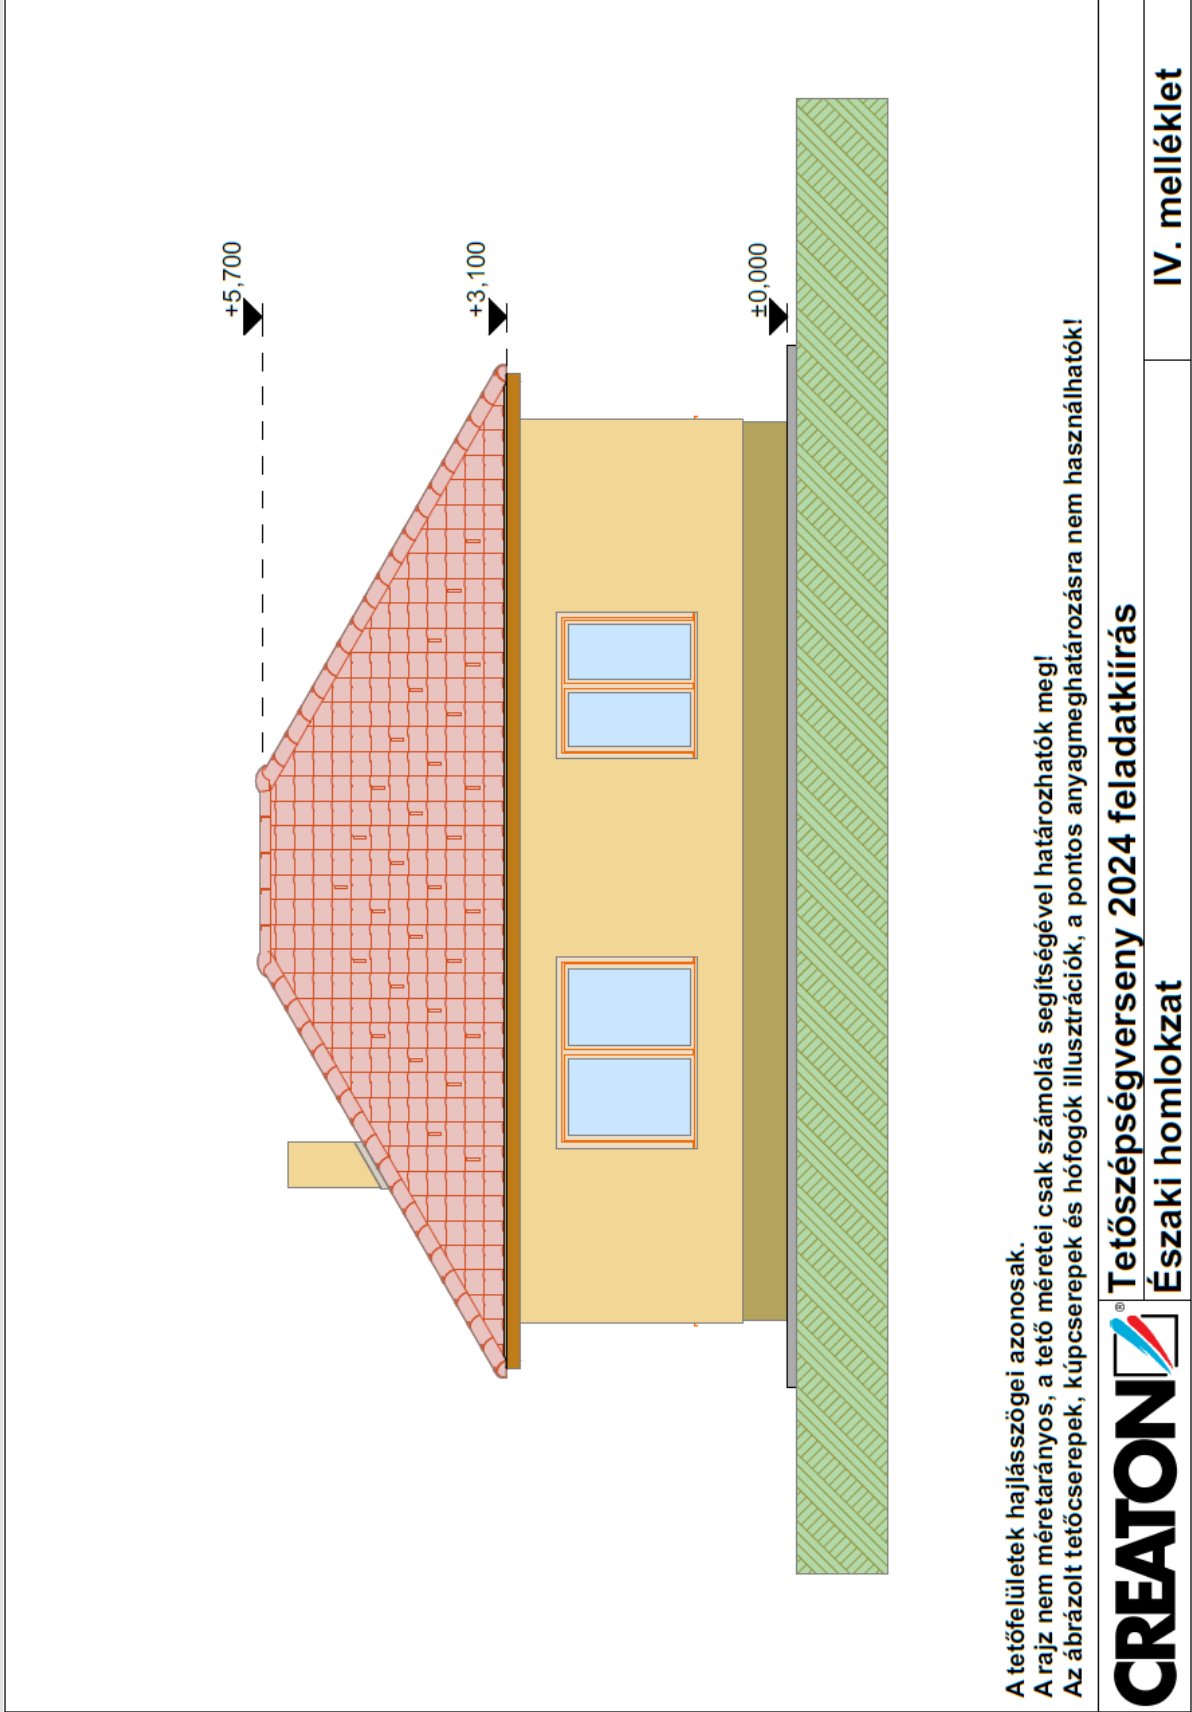 +5,700
+3,100
±0,000
A tetőfelületek hajlásszögei azonosak.
A rajz nem méretarányos, a tető méretei csak számolás segítségével határozhatók meg!
Az ábrázolt tetőcserepek, kúpcserepek és hófogók illusztrációk, a pontos anyagmeghatározásra nem használhatók!
CREATON®
Tetőszépségverseny 2024 feladatkiírás
Északi homlokzat
IV. melléklet